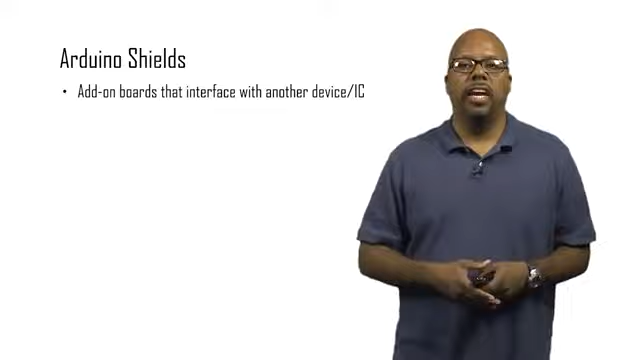 Arduino Shields
• Add-on boards that interface with another device/IC